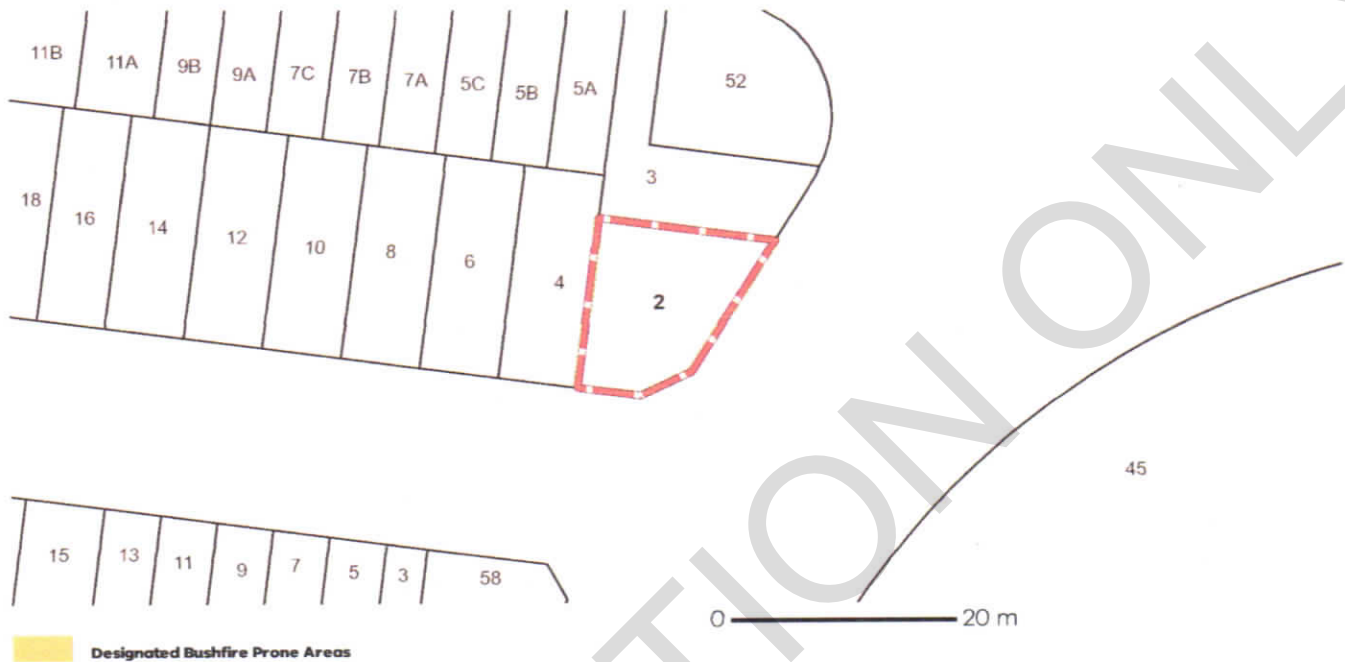 11B 11A 9B 9A 7C 7B 7A 5C 5B 5A 52
3
18 16 14 12 10 8 6 4 2
45
15 13 11 9 7 5 3 58
0 20 m
Designated Bushfire Prone Areas
TION ONL